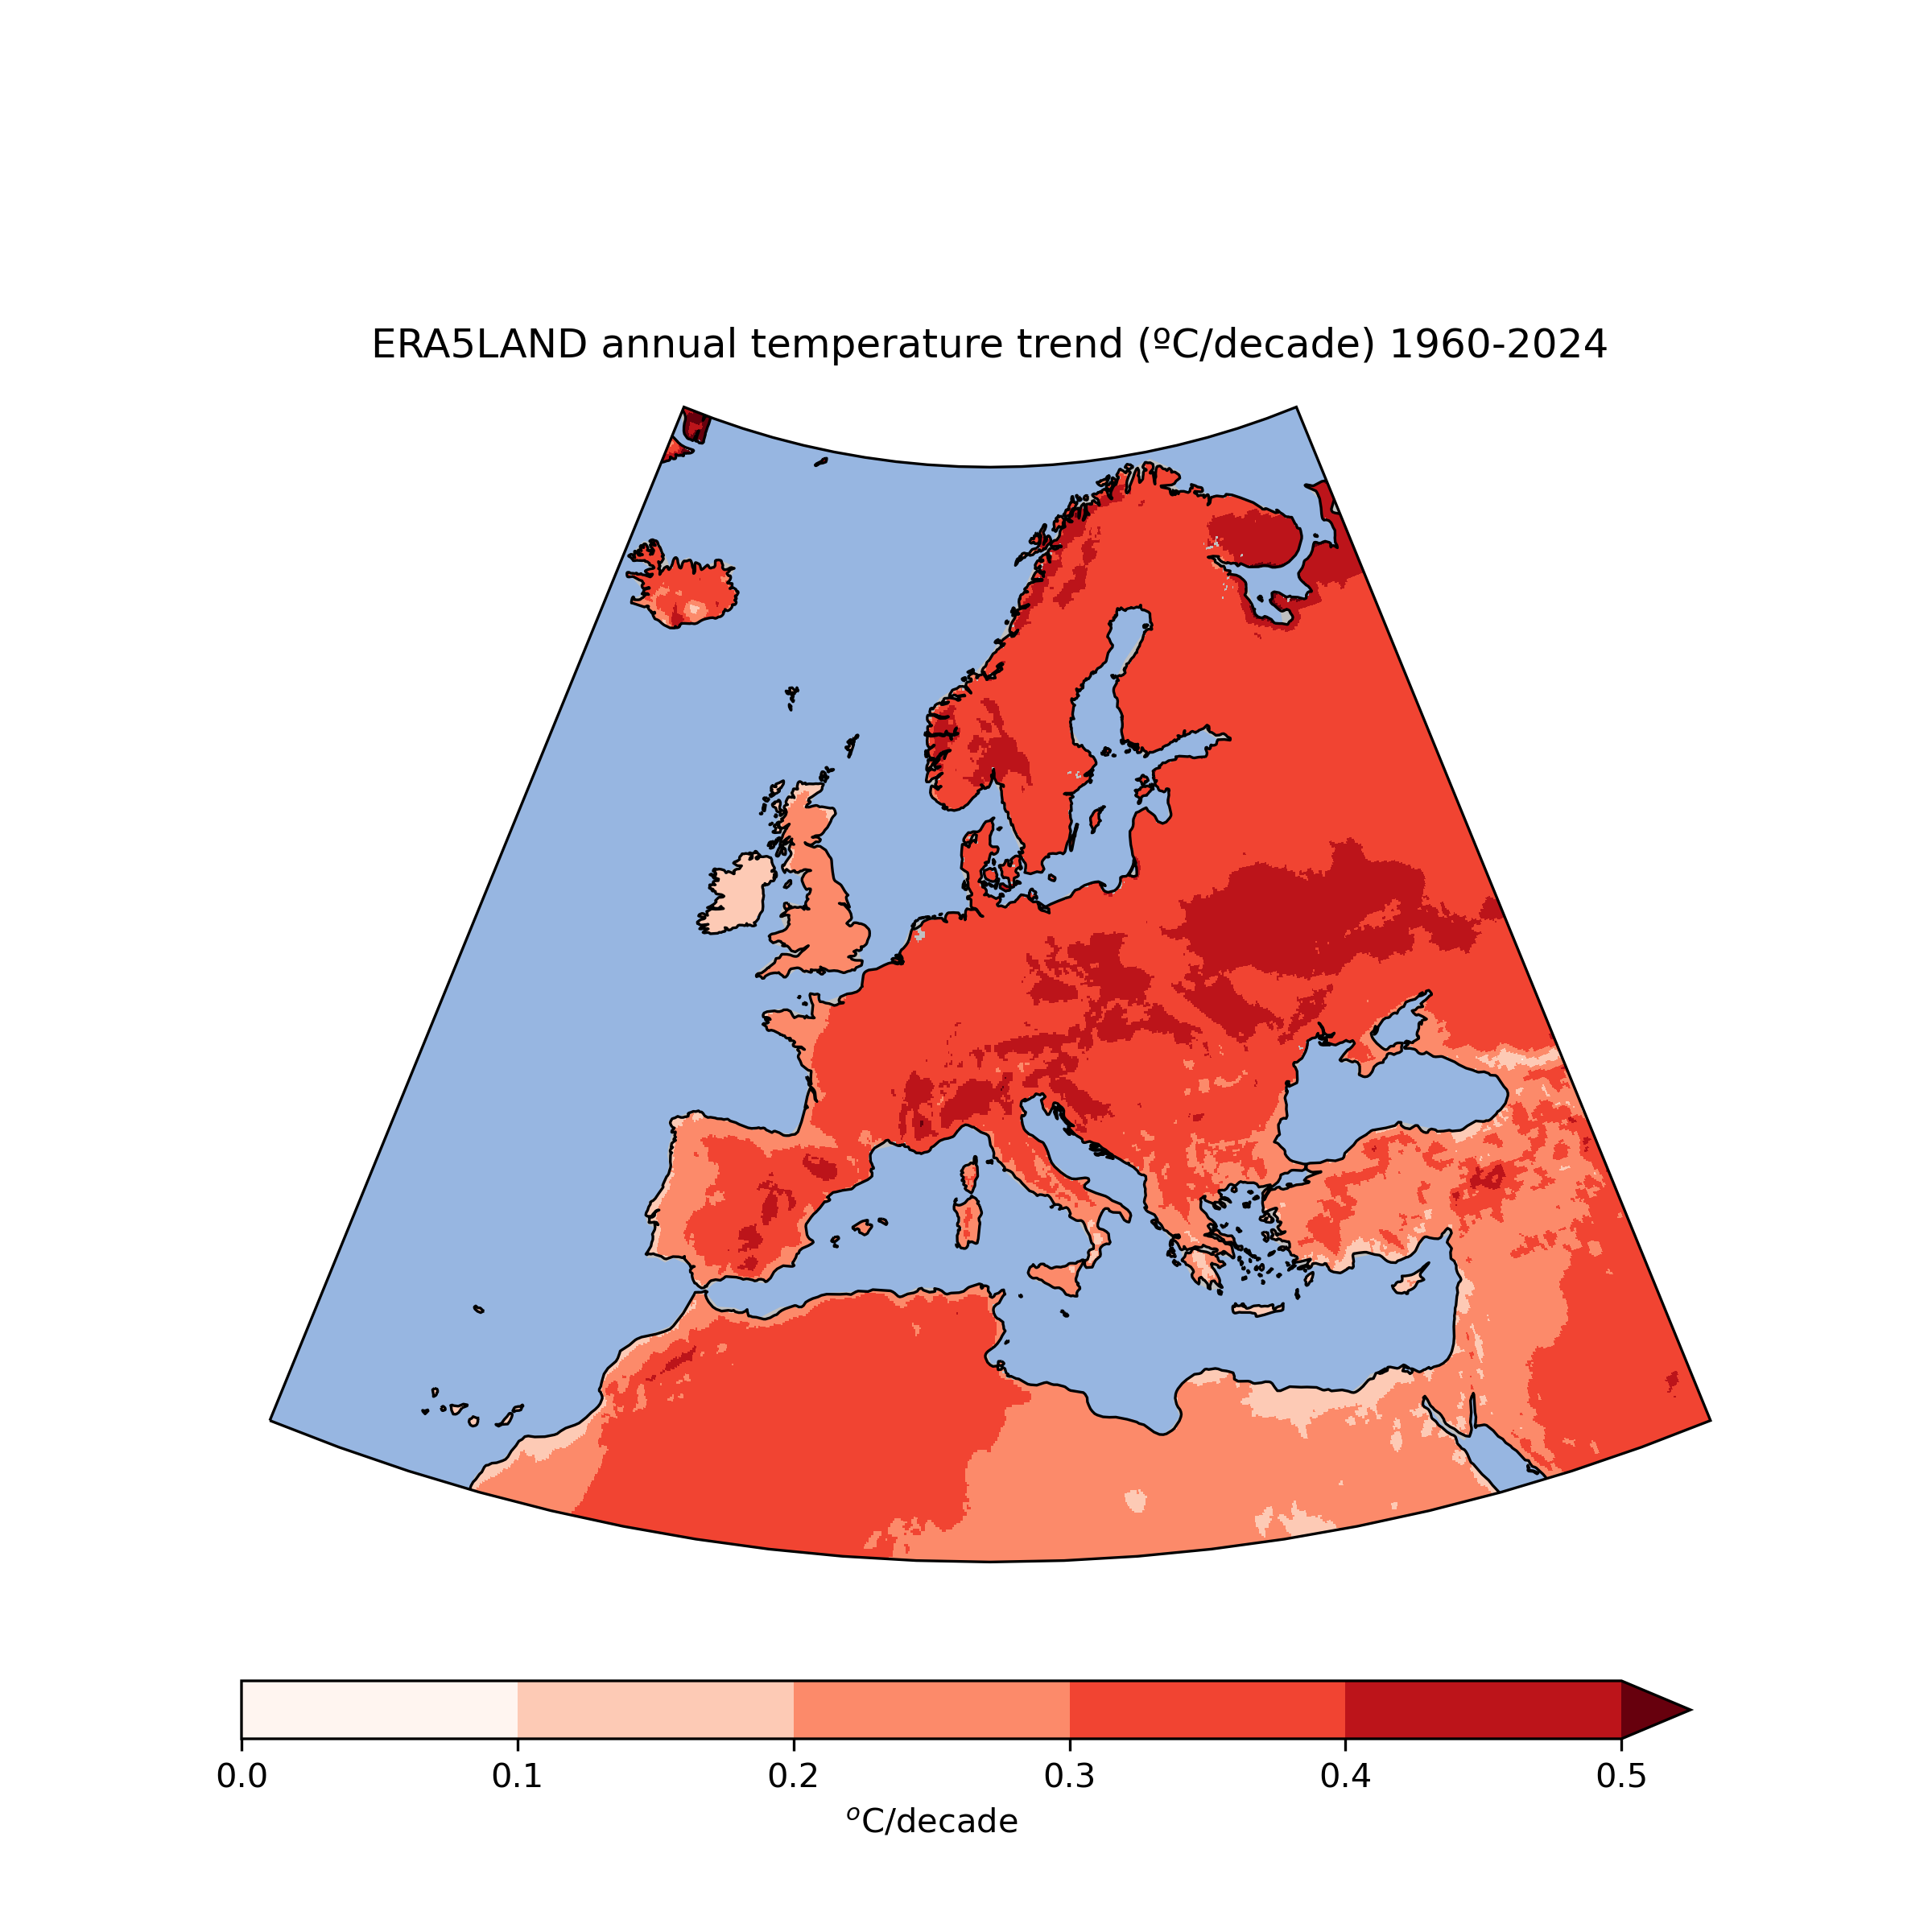 ERA5LAND annual temperature trend (ºC/decade) 1960-2024
0.0 0.1 0.2 0.3 0.4 0.5
ºC/decade